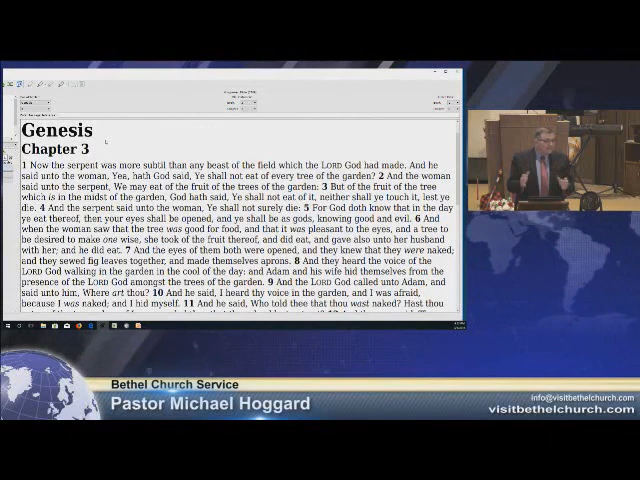 Genesis
Chapter 3
1 Now the serpent was more subtil than any beast of the field which the LORD God had made. And he
said unto the woman, Yea, hath God said, Ye shall not eat of every tree of the garden? 2 And the woman
said unto the serpent, We may eat of the fruit of the trees of the garden: 3 But of the fruit of the tree
which is in the midst of the garden, God hath said, Ye shall not eat of it, neither shall ye touch it, lest ye
die. 4 And the serpent said unto the woman, Ye shall not surely die: 5 For God doth know that in the day
ye eat thereof, then your eyes shall be opened, and ye shall be as gods, knowing good and evil. 6 And
when the woman saw that the tree was good for food, and that it was pleasant to the eyes, and a tree to
be desired to make one wise, she took of the fruit thereof, and did eat, and gave also unto her husband
with her; and he did eat. 7 And the eyes of them both were opened, and they knew that they were naked;
and they sewed fig leaves together, and made themselves aprons. 8 And they heard the voice of the
LORD God walking in the garden in the cool of the day: and Adam and his wife hid themselves from the
presence of the LORD God amongst the trees of the garden. 9 And the LORD God called unto Adam, and
said unto him, Where art thou? 10 And he said, I heard thy voice in the garden, and I was afraid,
because I was naked; and I hid myself. 11 And he said, Who told thee that thou wast naked? Hast thou
Bethel Church Service
Pastor Michael Hoggard
info@visitbethelchurch.com
visitbethelchurch.com